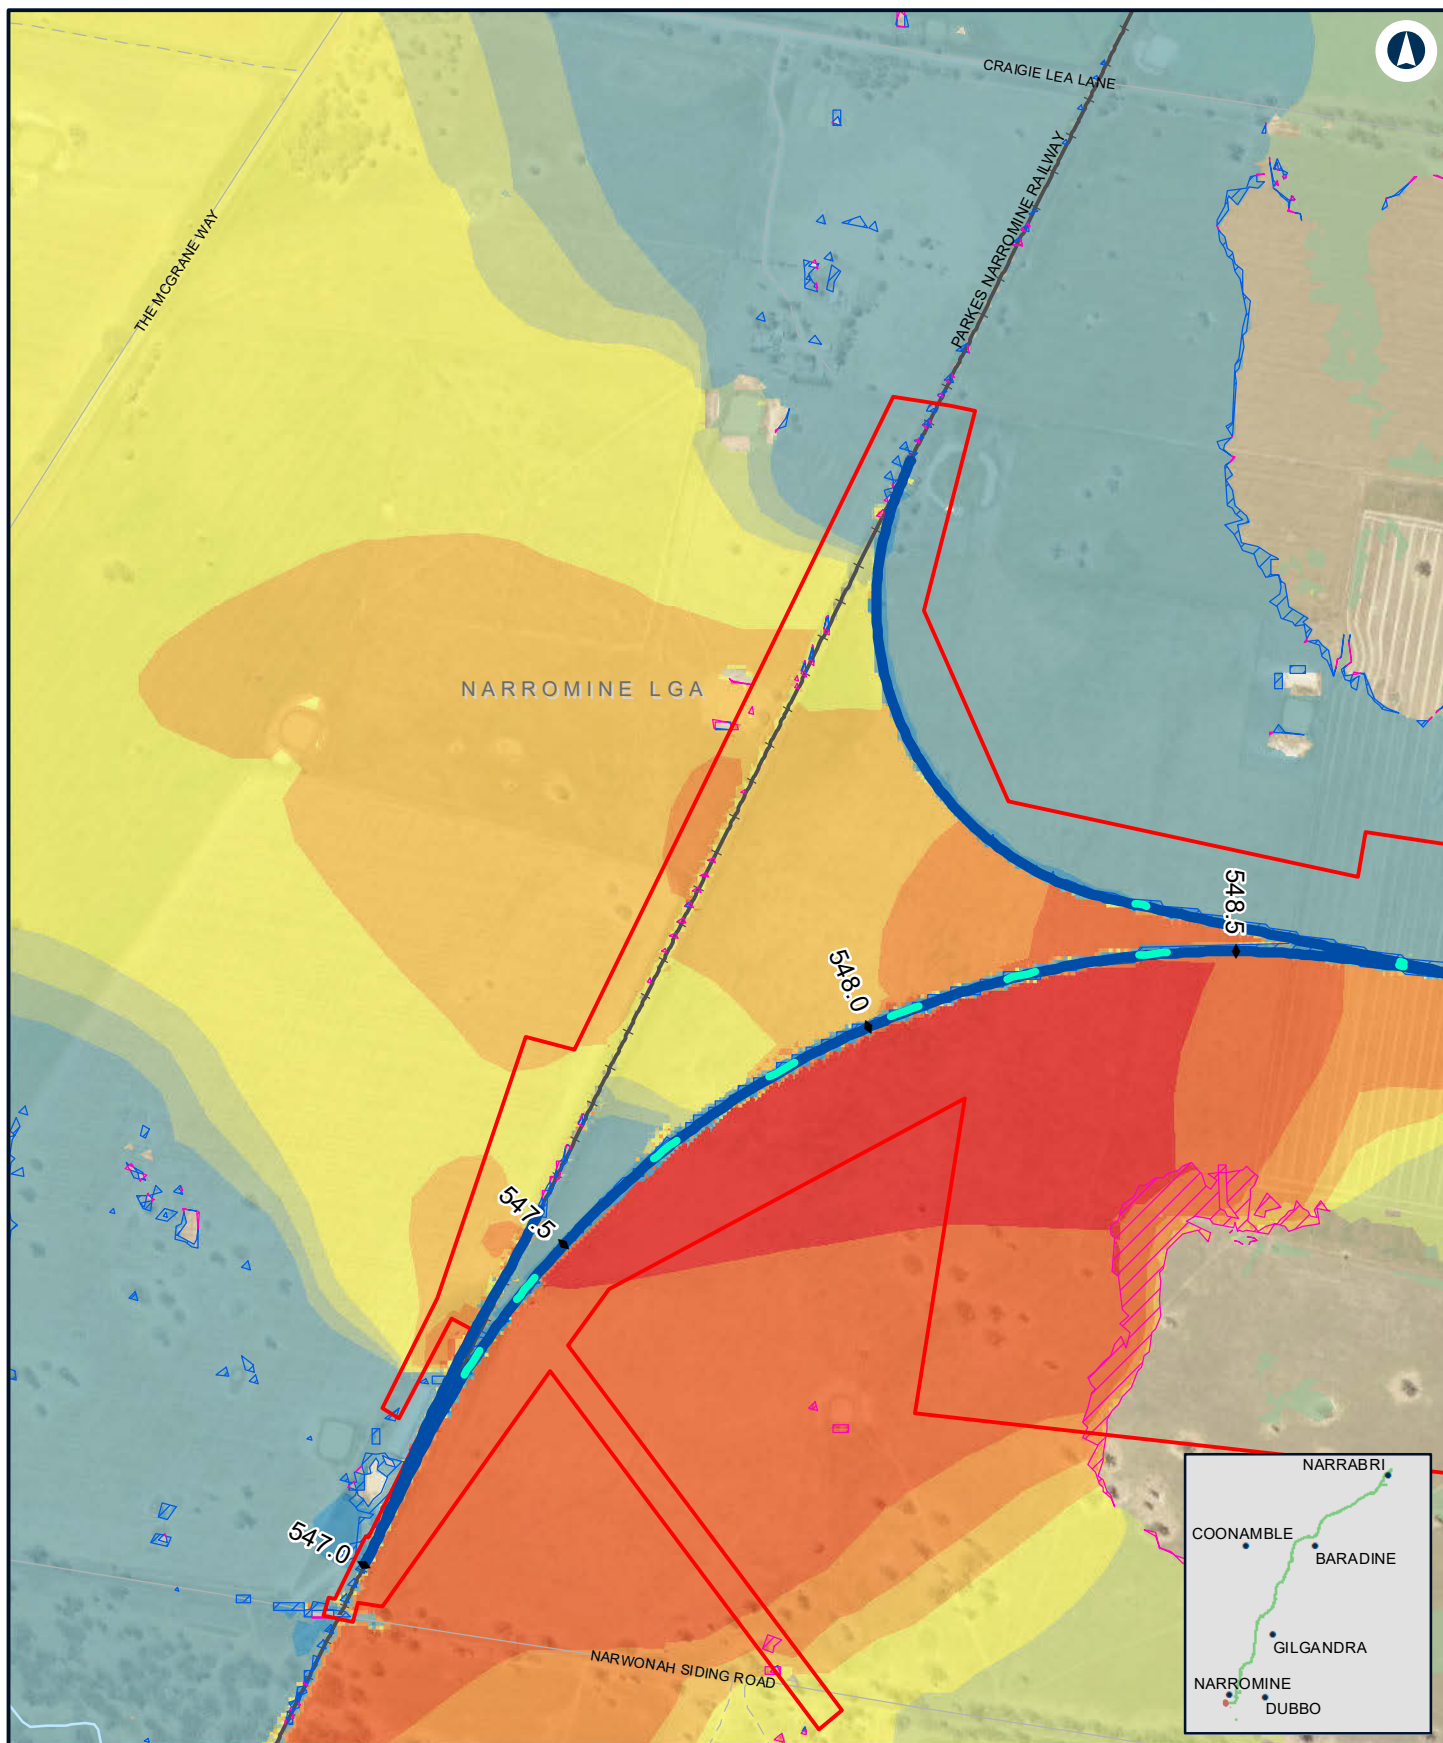 CRAIGIE LEA LANE
PARKES NARROMINE RAILWAY
THE MCGRANE WAY
NARROMINE LGA
548.5
548.0
547.5
547.0
NARWONAH SIDING ROAD
NARRABRI
COONAMBLE
BARADINE
GILGANDRA
NARROMINE
DUBBO